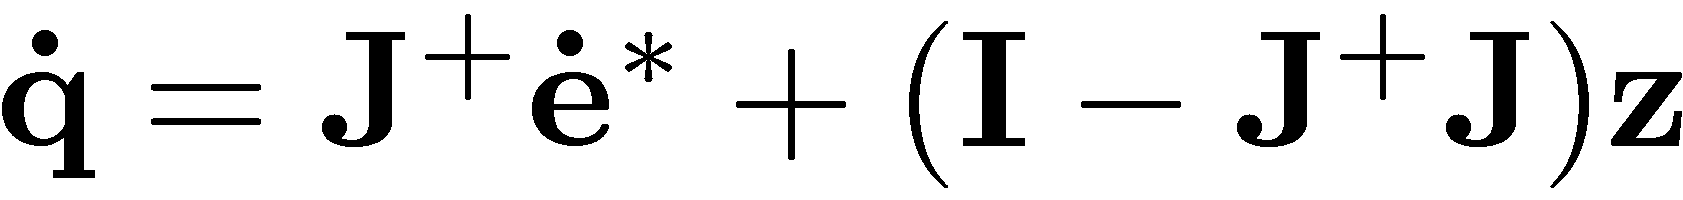 q̇ = J⁺ė* + (I − J⁺J)z